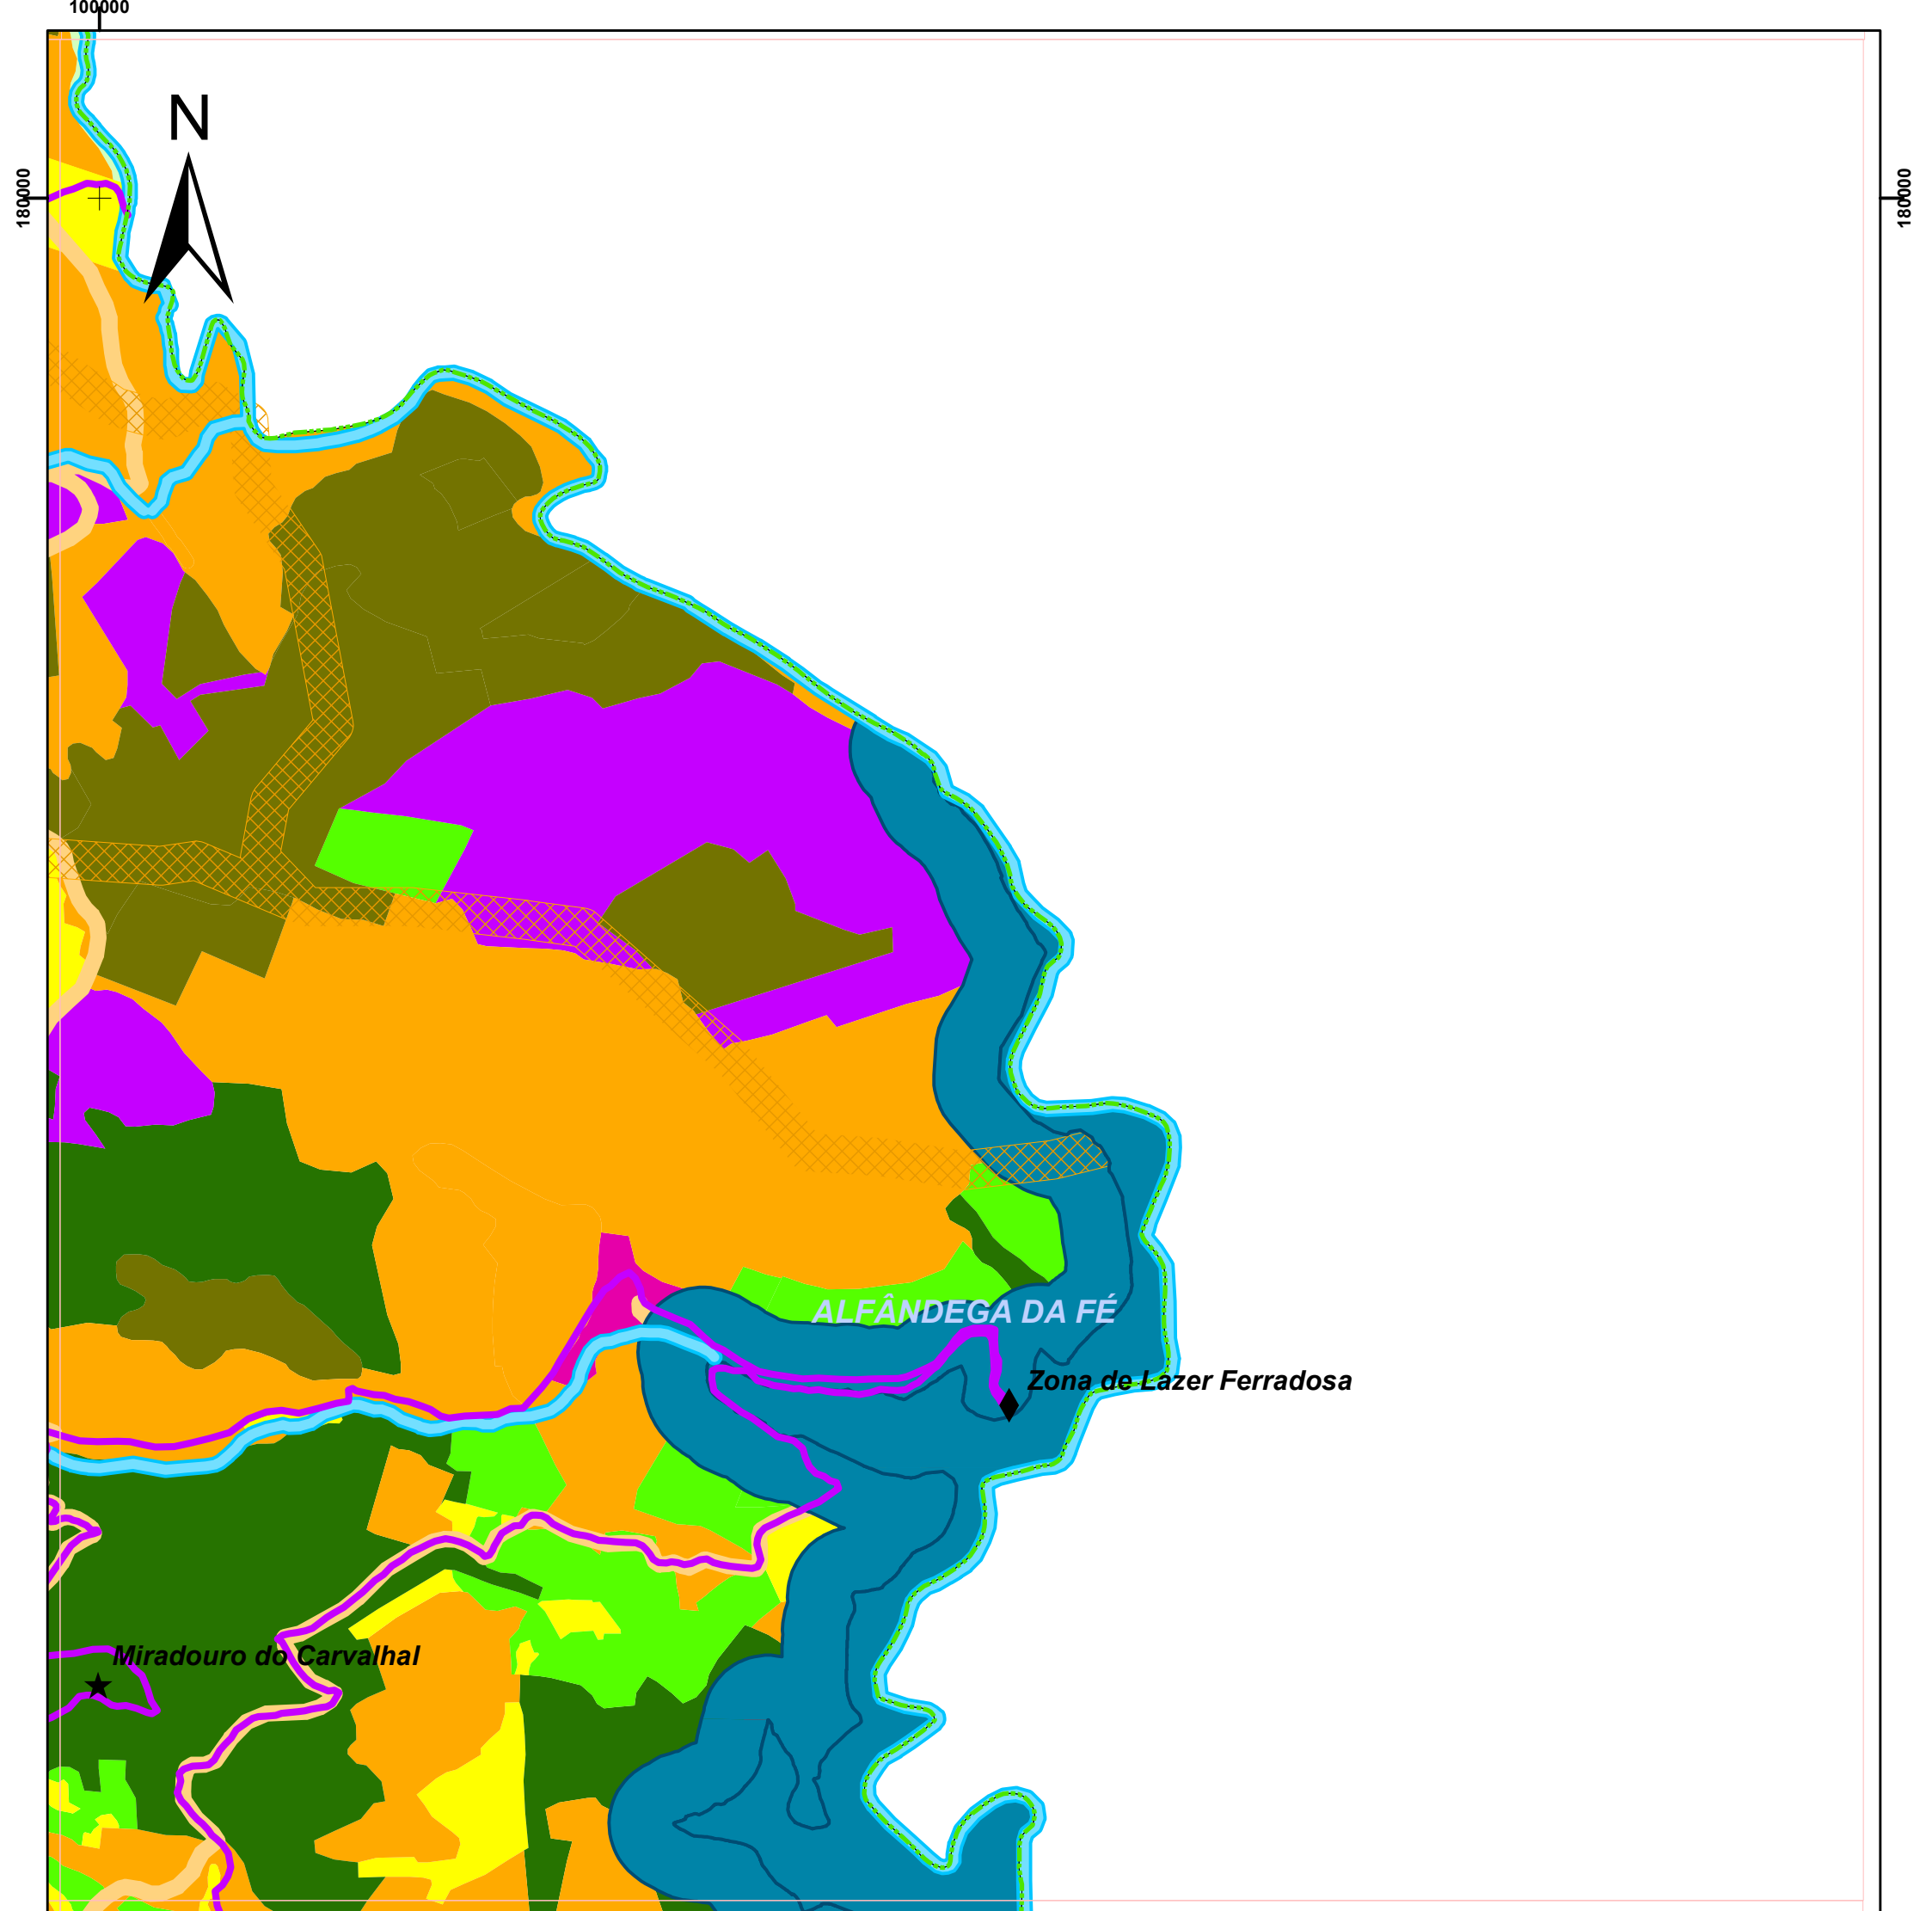 100000
N
180000
180000
ALFÂNDEGA DA FÉ
Zona de Lazer Ferradosa
Miradouro do Carvalhal